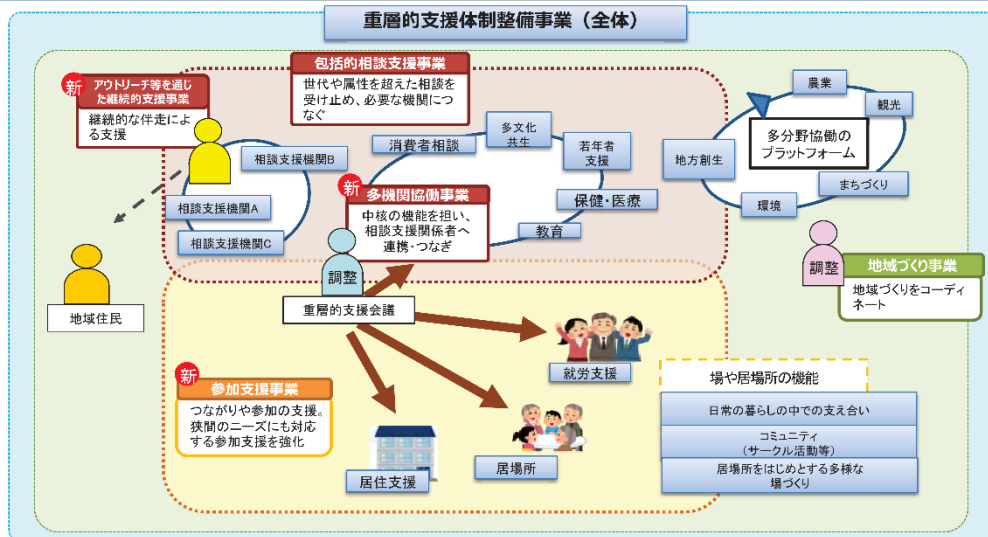 重層的支援体制整備事業（全体）
新
アウトリーチ等を通じ
た継続的支援事業
継続的な伴走によ
る支援
包括的相談支援事業
世代や属性を超えた相談を
受け止め、必要な機関につ
なぐ
相談支援機関B
相談支援機関A
相談支援機関C
消費者相談
多文化
共生
若年者
支援
保健・医療
教育
新
多機関協働事業
中核の機能を担い、
相談支援関係者へ
連携・つなぎ
調整
重層的支援会議
地域住民
農業
観光
多分野協働の
プラットフォーム
地方創生
まちづくり
環境
調整
地域づくり事業
地域づくりをコーディ
ネート
新
参加支援事業
つながりや参加の支援。
狭間のニーズにも対応
する参加支援を強化
就労支援
居場所
居住支援
場や居場所の機能
日常の暮らしの中での支え合い
コミュニティ
（サークル活動等）
居場所をはじめとする多様な
場づくり